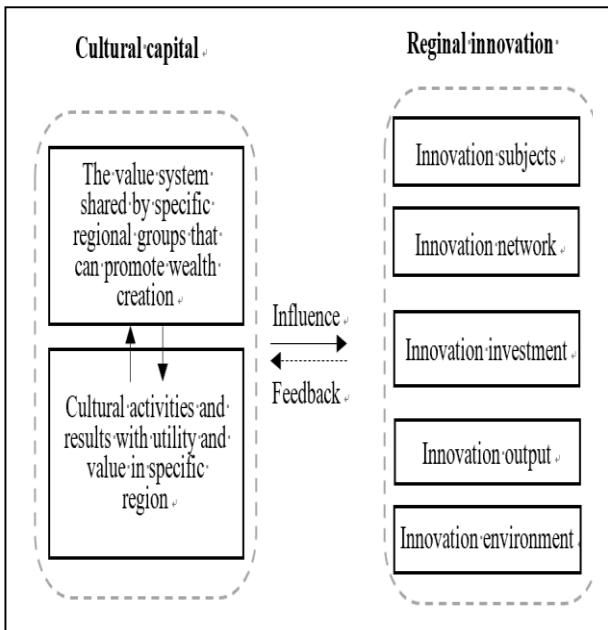 Cultural capital
Reginal innovation
The value system
shared by specific
regional groups that
can promote wealth
creation
Cultural activities and
results with utility and
value in specific
region
Influence
Feedback
Innovation subjects
Innovation network
Innovation investment
Innovation output
Innovation environment